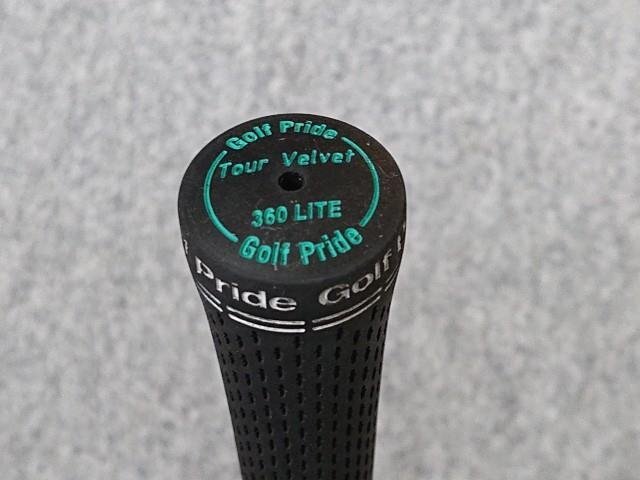 Golf Pride
Tour Velvet
360 LITE
Golf Pride
Pride Golf